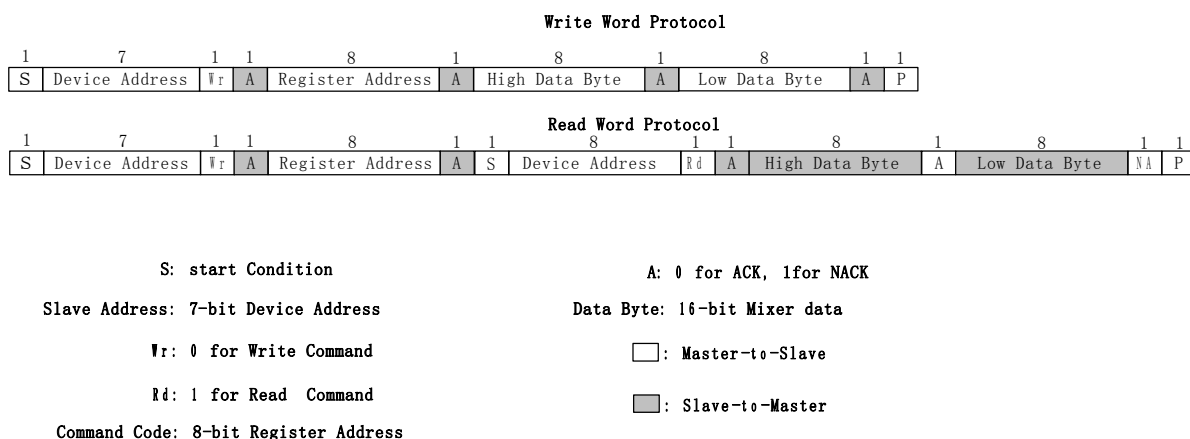 Write Word Protocol
1 7 1 1 8 1 8 1 8 1 1
S Device Address Wr A Register Address A High Data Byte A Low Data Byte A P
Read Word Protocol
1 7 1 1 8 1 1 8 1 1 8 1 8 1 1
S Device Address Wr A Register Address A S Device Address Rd A High Data Byte A Low Data Byte NA P
S: start Condition
A: 0 for ACK, 1for NACK
Slave Address: 7-bit Device Address
Data Byte: 16-bit Mixer data
Wr: 0 for Write Command
: Master-to-Slave
Rd: 1 for Read Command
: Slave-to-Master
Command Code: 8-bit Register Address